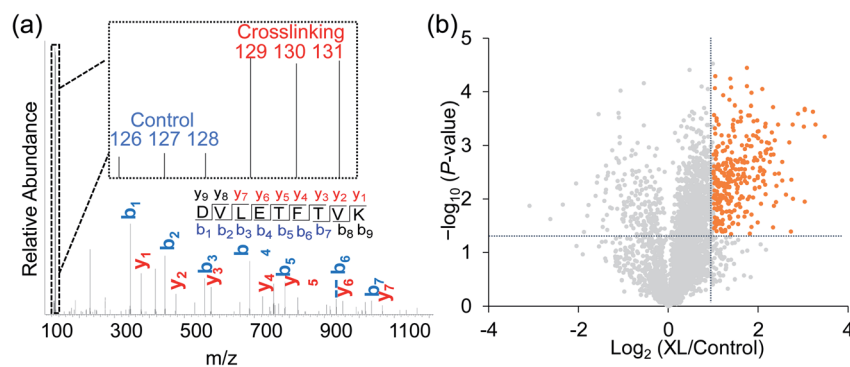 (a)
Relative Abundance
Crosslinking
129 130 131
Control
126 127 128
y9 y8 y7 y6 y5 y4 y3 y2 y1
D V L E T F T V K
b1 b2 b3 b4 b5 b6 b7 b8 b9
b1
y1
b2
y2
b3
y3
b 4
y4
b5
y 5
b6
y6
b7
y7
100 300 500 700 900 1100
m/z
(b)
−log10 (P-value)
5
4
3
2
1
0
-4 -2 0 2 4
Log2 (XL/Control)